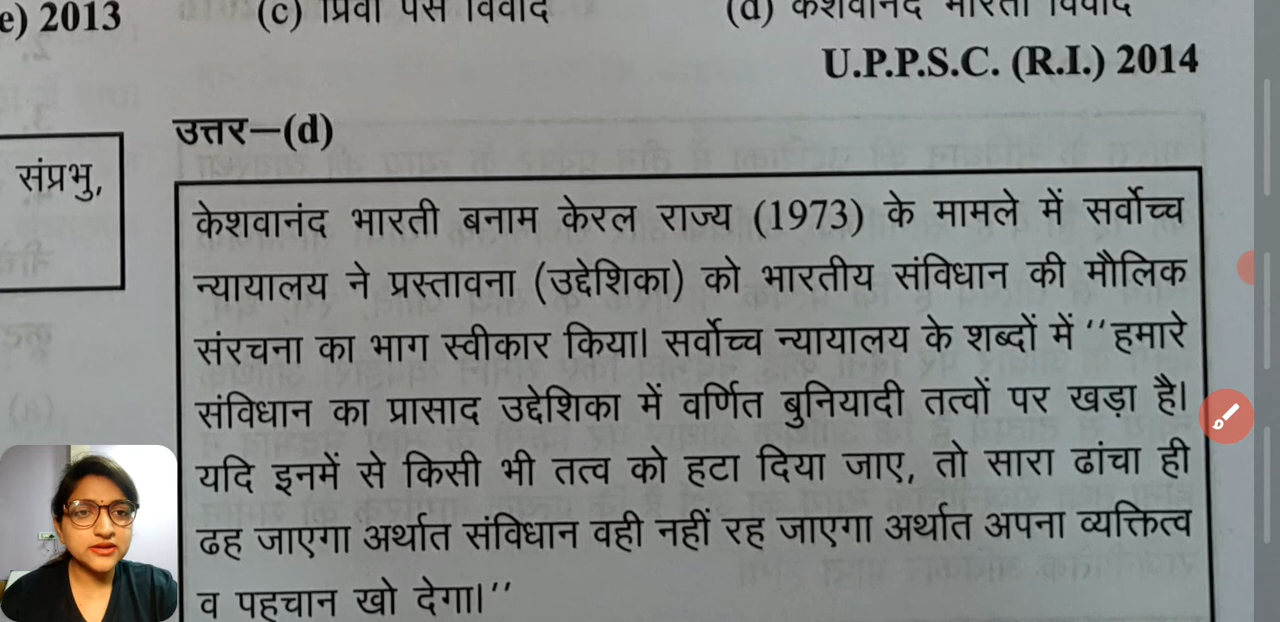 e) 2013 (c) प्रिवी पर्स विवाद (d) केशवानंद भारती विवाद
U.P.P.S.C. (R.I.) 2014
उत्तर—(d)
संप्रभु,
केशवानंद भारती बनाम केरल राज्य (1973) के मामले में सर्वोच्च
न्यायालय ने प्रस्तावना (उद्देशिका) को भारतीय संविधान की मौलिक
संरचना का भाग स्वीकार किया। सर्वोच्च न्यायालय के शब्दों में ‘‘हमारे
संविधान का प्रासाद उद्देशिका में वर्णित बुनियादी तत्वों पर खड़ा है।
यदि इनमें से किसी भी तत्व को हटा दिया जाए, तो सारा ढांचा ही
ढह जाएगा अर्थात संविधान वही नहीं रह जाएगा अर्थात अपना व्यक्तित्व
व पहचान खो देगा।’’